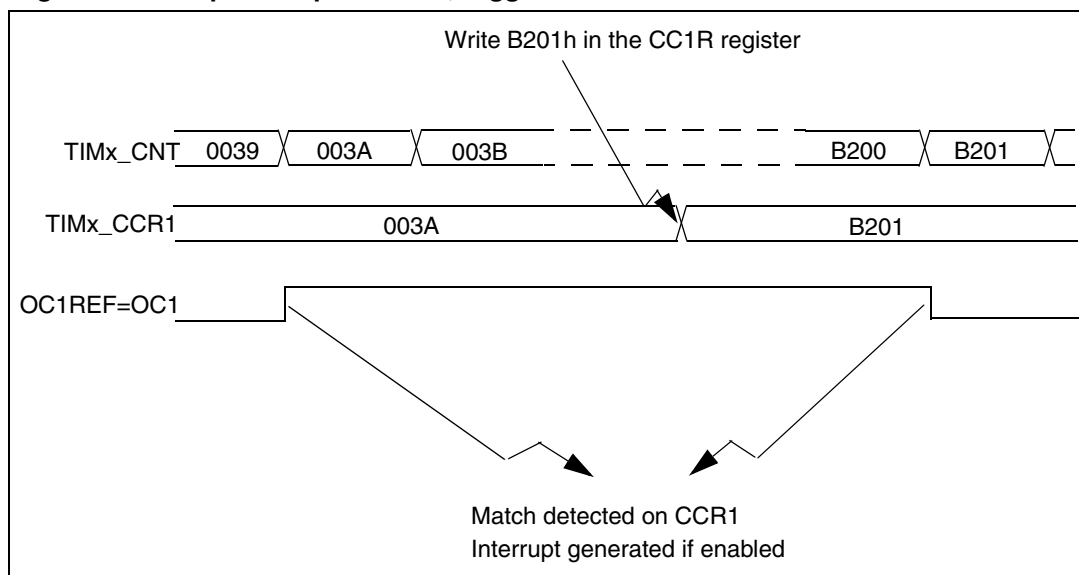 Write B201h in the CC1R register
TIMx_CNT 0039 003A 003B B200 B201
TIMx_CCR1 003A B201
OC1REF=OC1
Match detected on CCR1
Interrupt generated if enabled